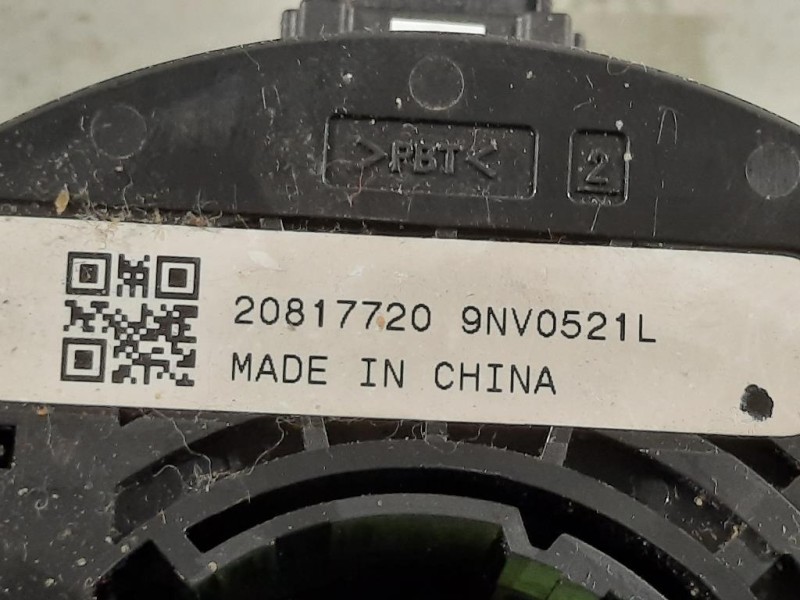 >PBT<
2
20817720 9NV0521L
MADE IN CHINA